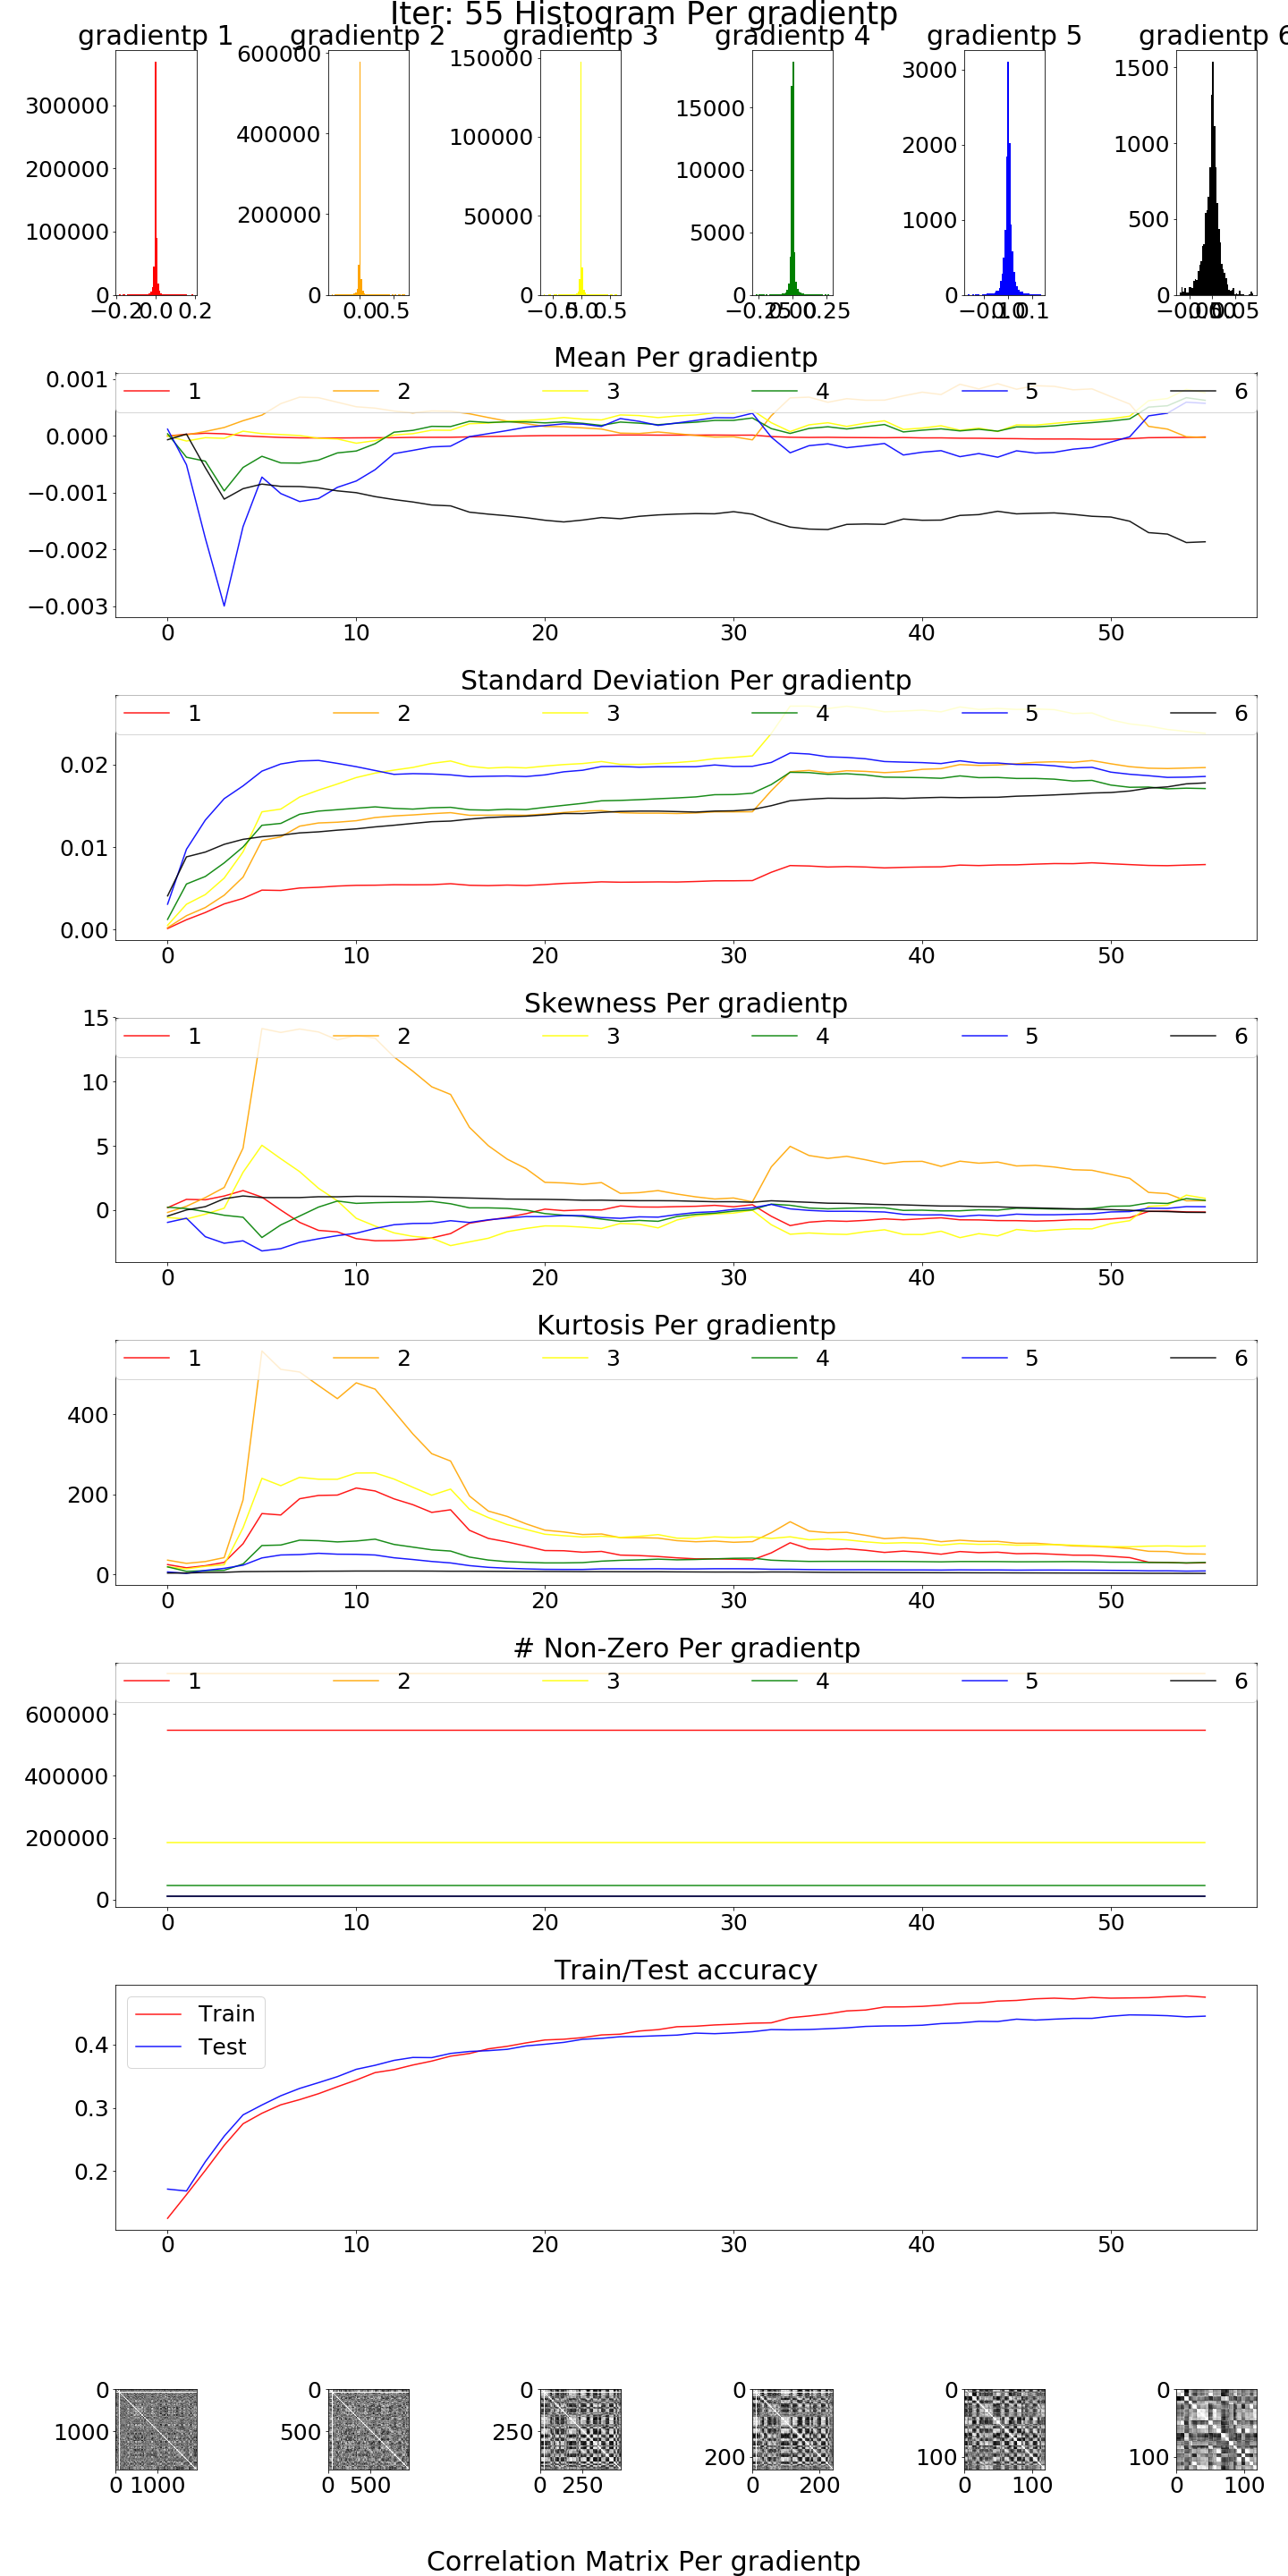 Iter: 55 Histogram Per gradientp
gradientp 1 gradientp 2 gradientp 3 gradientp 4 gradientp 5 gradientp 6
300000
200000
100000
0
600000
400000
200000
0
0.0 0.5
150000
100000
50000
0
15000
10000
5000
0
3000
2000
1000
0
1500
1000
500
0
Mean Per gradientp
1 2 3 4 5 6
0.001
0.000
−0.001
−0.002
−0.003
0 10 20 30 40 50
Standard Deviation Per gradientp
1 2 3 4 5 6
0.02
0.01
0.00
0 10 20 30 40 50
Skewness Per gradientp
1 2 3 4 5 6
15
10
5
0
0 10 20 30 40 50
Kurtosis Per gradientp
1 2 3 4 5 6
400
200
0
0 10 20 30 40 50
# Non-Zero Per gradientp
1 2 3 4 5 6
600000
400000
200000
0
0 10 20 30 40 50
Train/Test accuracy
Train
Test
0.4
0.3
0.2
0 10 20 30 40 50
0 0 0 0 0 0
1000 500 250 200 100 100
0 1000 0 500 0 250 0 200 0 100 0 100
Correlation Matrix Per gradientp